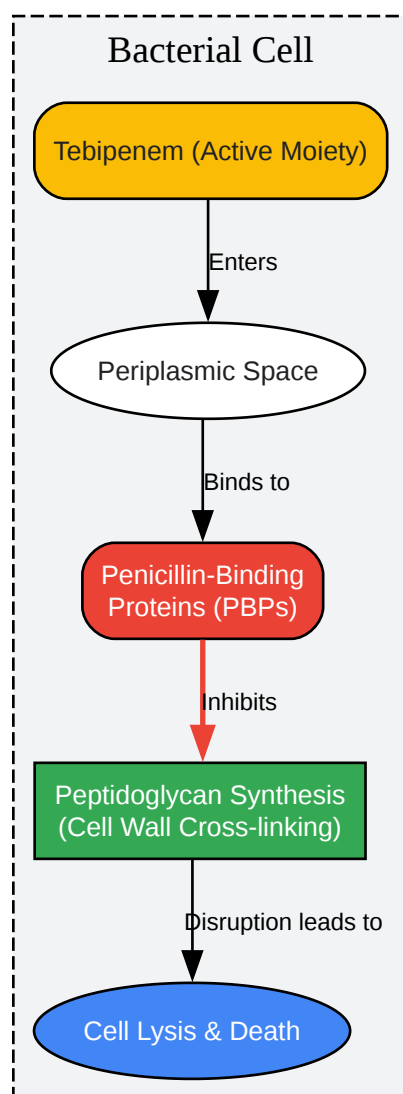 Bacterial Cell
Tebipenem (Active Moiety)
Enters
Periplasmic Space
Binds to
Penicillin-Binding
Proteins (PBPs)
Inhibits
Peptidoglycan Synthesis
(Cell Wall Cross-linking)
Disruption leads to
Cell Lysis & Death